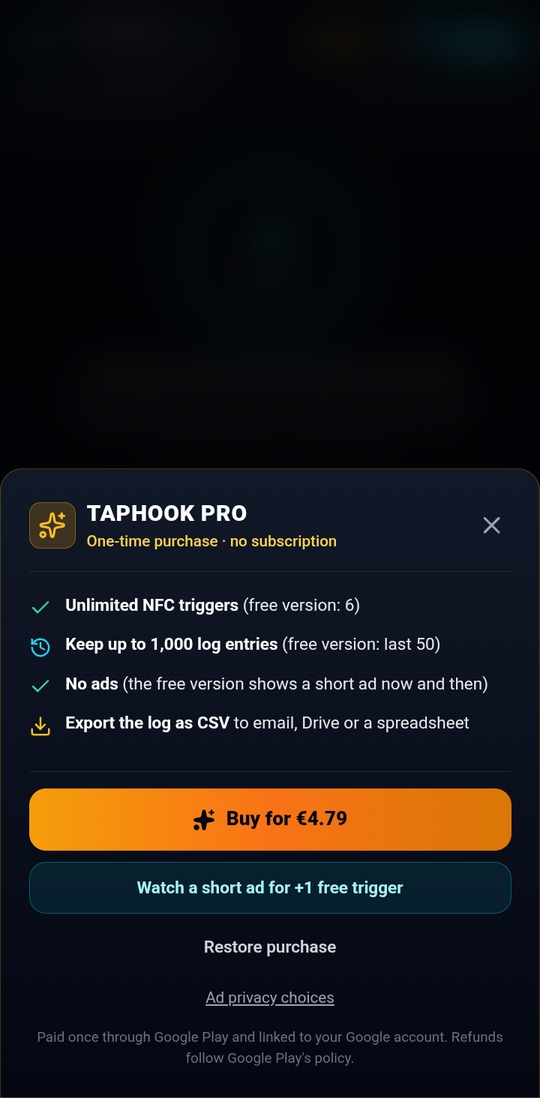 TAPHOOK PRO
One-time purchase · no subscription
Unlimited NFC triggers (free version: 6)
Keep up to 1,000 log entries (free version: last 50)
No ads (the free version shows a short ad now and then)
Export the log as CSV to email, Drive or a spreadsheet
Buy for €4.79
Watch a short ad for +1 free trigger
Restore purchase
Ad privacy choices
Paid once through Google Play and linked to your Google account. Refunds
follow Google Play's policy.